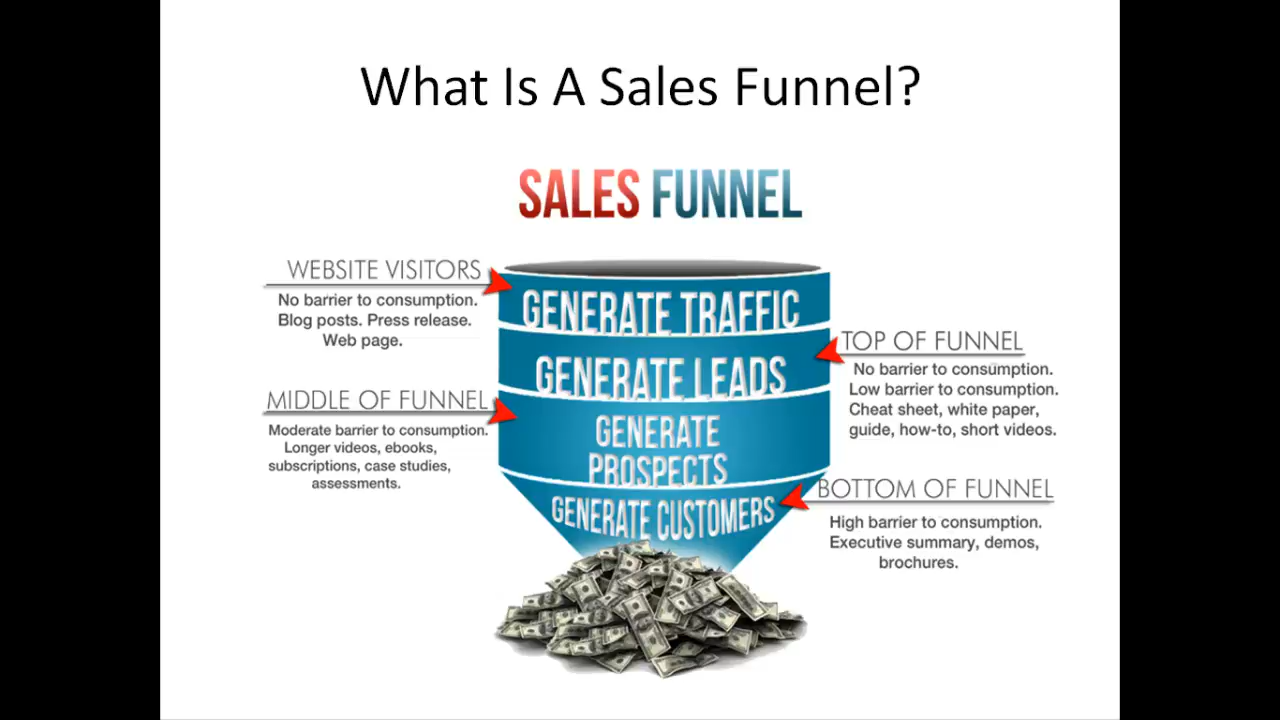 What Is A Sales Funnel?
SALES FUNNEL
WEBSITE VISITORS
No barrier to consumption.
Blog posts. Press release.
Web page.
GENERATE TRAFFIC
TOP OF FUNNEL
No barrier to consumption.
Low barrier to consumption.
Cheat sheet, white paper,
guide, how-to, short videos.
GENERATE LEADS
MIDDLE OF FUNNEL
Moderate barrier to consumption.
Longer videos, ebooks,
subscriptions, case studies,
assessments.
GENERATE
PROSPECTS
BOTTOM OF FUNNEL
High barrier to consumption.
Executive summary, demos,
brochures.
GENERATE CUSTOMERS